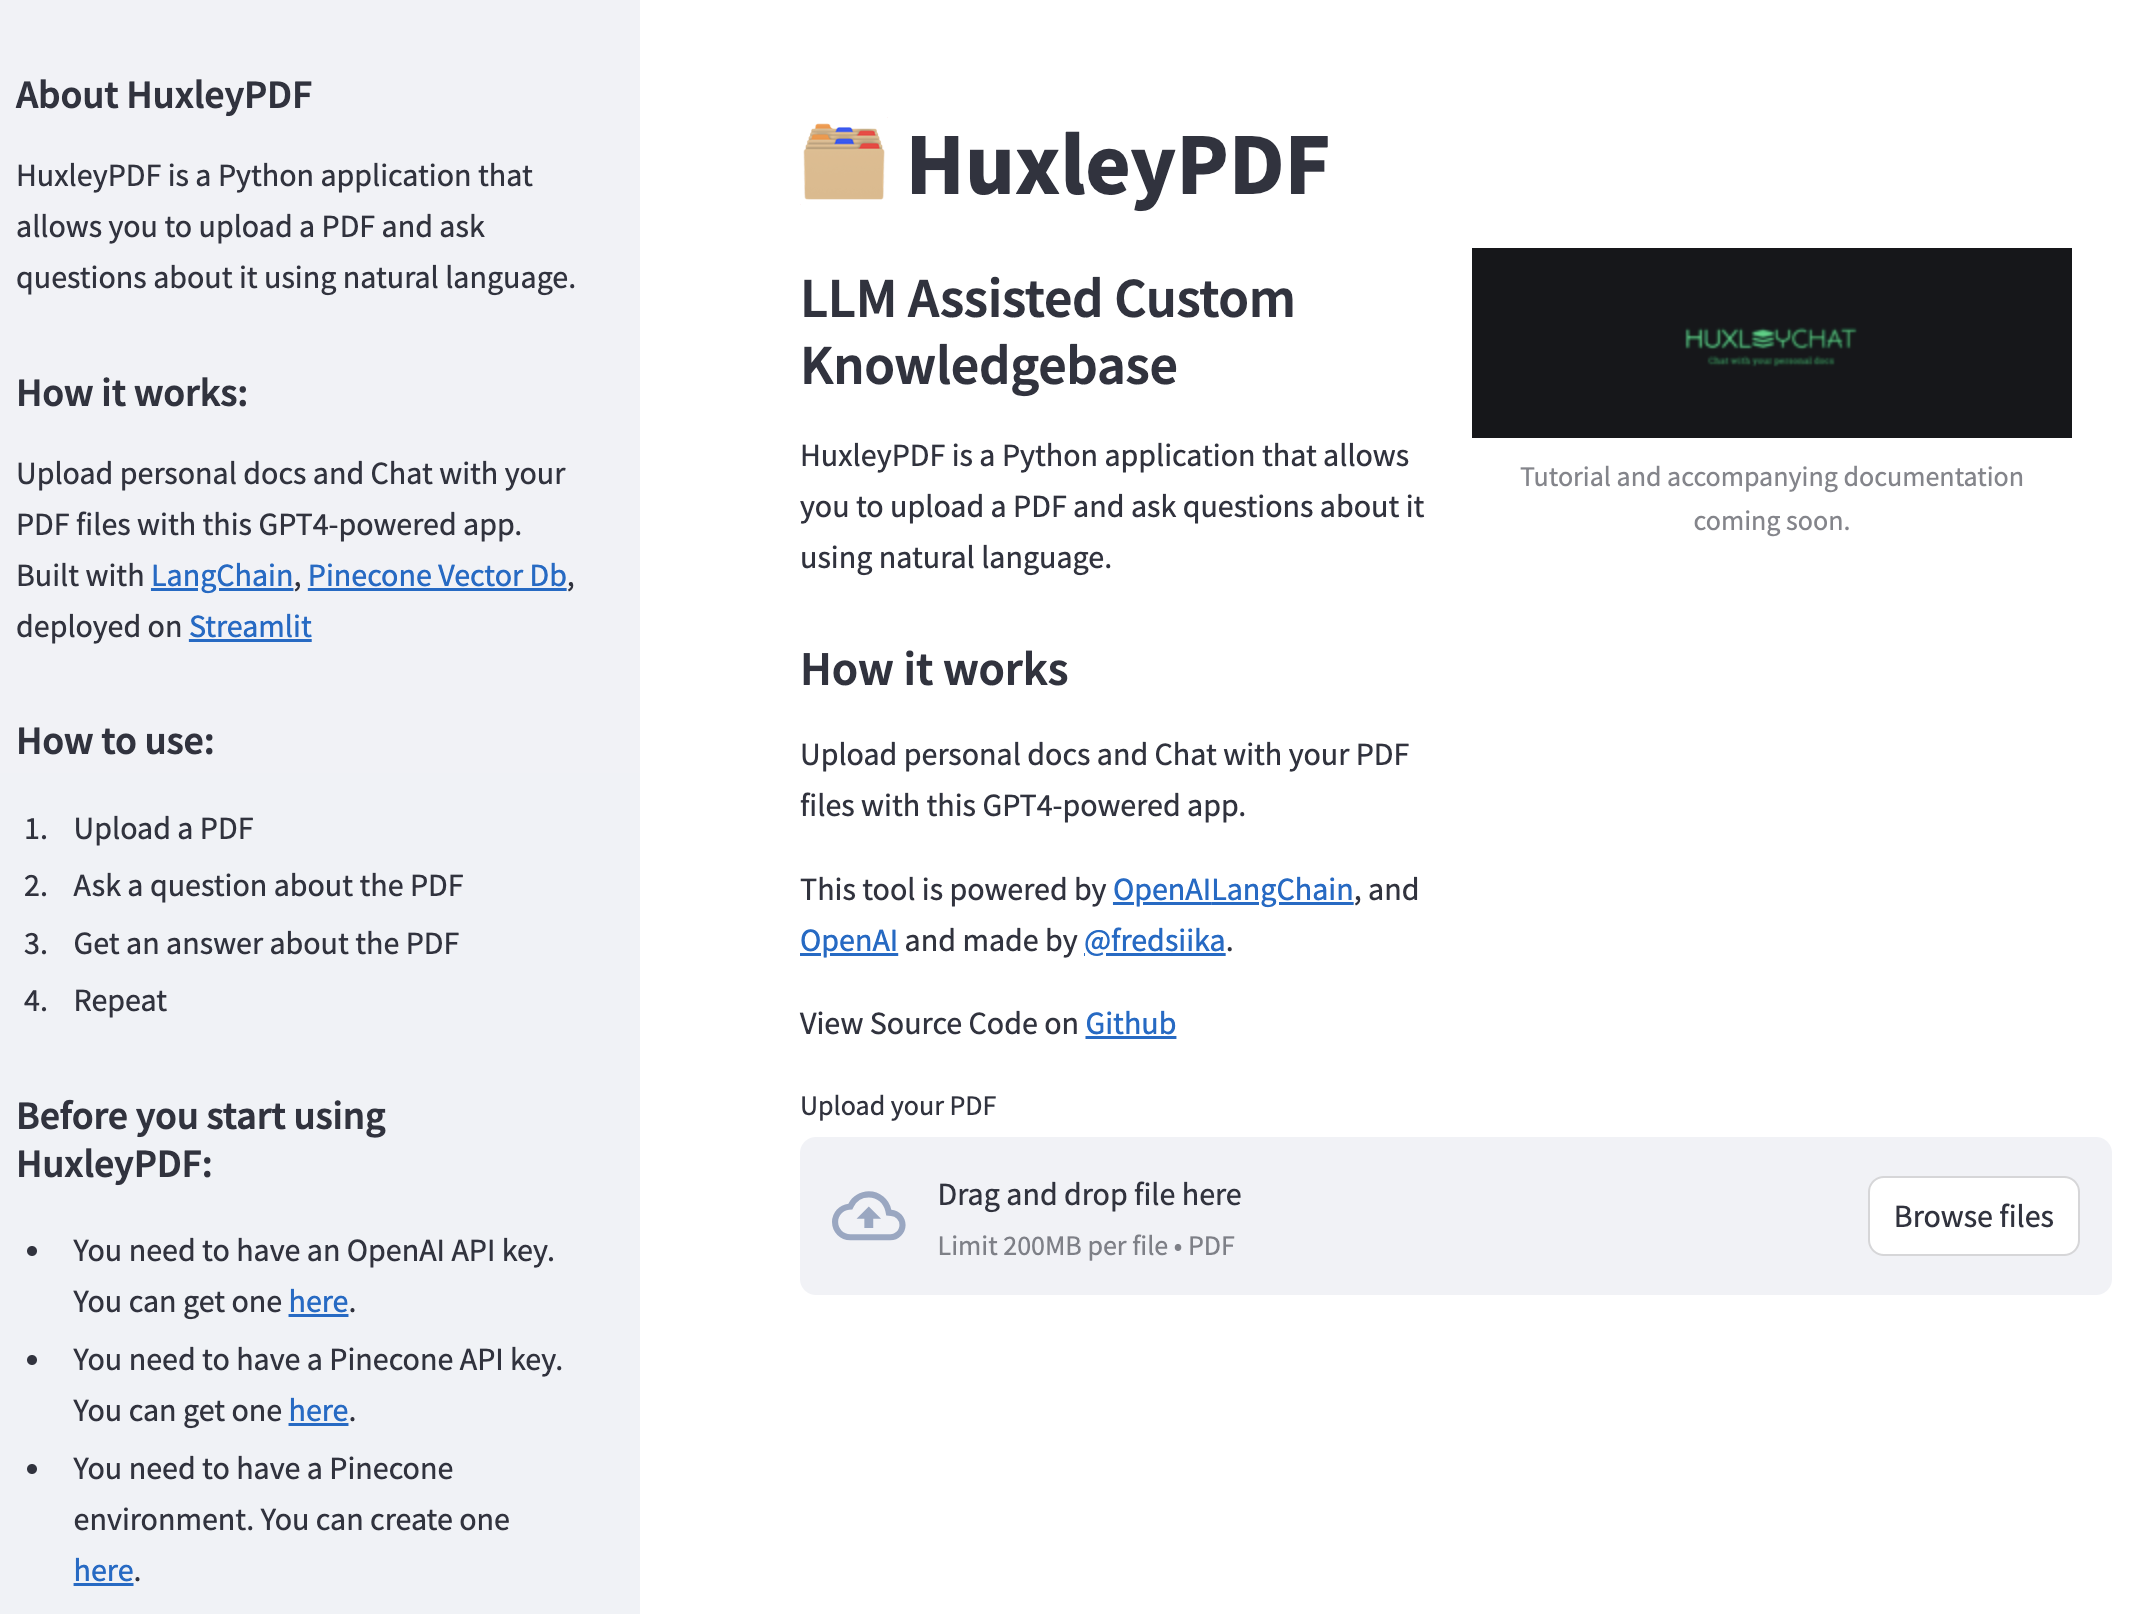 About HuxleyPDF
HuxleyPDF is a Python application that
allows you to upload a PDF and ask
questions about it using natural language.
How it works:
Upload personal docs and Chat with your
PDF files with this GPT4-powered app.
Built with LangChain, Pinecone Vector Db,
deployed on Streamlit
How to use:
1. Upload a PDF
2. Ask a question about the PDF
3. Get an answer about the PDF
4. Repeat
Before you start using
HuxleyPDF:
• You need to have an OpenAI API key.
You can get one here.
• You need to have a Pinecone API key.
You can get one here.
• You need to have a Pinecone
environment. You can create one
here.
HuxleyPDF
LLM Assisted Custom
Knowledgebase
HuxleyPDF is a Python application that allows
you to upload a PDF and ask questions about it
using natural language.
HUXLEYCHAT
Chat with your personal docs
Tutorial and accompanying documentation
coming soon.
How it works
Upload personal docs and Chat with your PDF
files with this GPT4-powered app.
This tool is powered by OpenAILangChain, and
OpenAI and made by @fredsiika.
View Source Code on Github
Upload your PDF
Drag and drop file here
Limit 200MB per file • PDF
Browse files